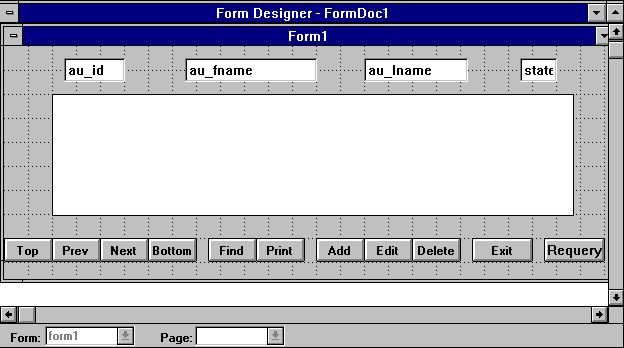 Form Designer - FormDoc1
Form1
au_id au_fname au_lname state
Top Prev Next Bottom Find Print Add Edit Delete Exit Requery
Form: form1 Page: